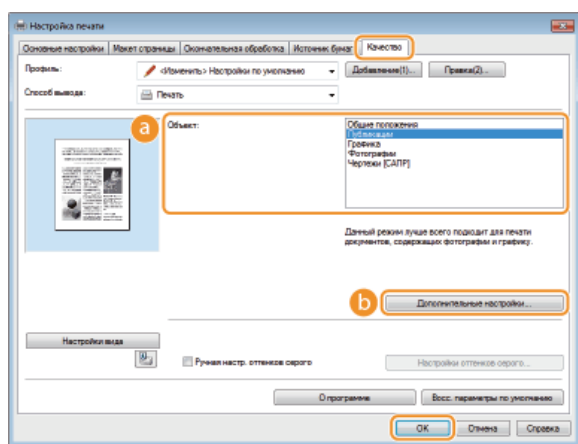 Настройка печати
Основные настройки Макет страницы Окончательная обработка Источник бумаг Качество
Профиль: <Изменить> Настройки по умолчанию Добавление(1)... Правка(2)...
Способ вывода: Печать
a Объект: Общие положения
Публикации
Графика
Фотографии
Чертежи [САПР]
Данный режим лучше всего подходит для печати
документов, содержащих фотографии и графику.
b Дополнительные настройки...
Настройки вида
Ручная настр. оттенков серого Настройки оттенков серого...
О программе Восс. параметры по умолчанию
OK Отмена Справка